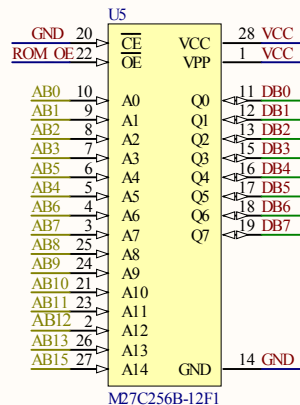 U5
GND 20 CE VCC 28 VCC
ROM_OE 22 OE VPP 1 VCC
AB0 10 A0 Q0 11 DB0
AB1 9 A1 Q1 12 DB1
AB2 8 A2 Q2 13 DB2
AB3 7 A3 Q3 15 DB3
AB5 6 A4 Q4 16 DB4
AB4 5 A5 Q5 17 DB5
AB6 4 A6 Q6 18 DB6
AB7 3 A7 Q7 19 DB7
AB8 25 A8
AB9 24 A9
AB10 21 A10
AB11 23 A11
AB12 2 A12
AB13 26 A13
AB15 27 A14 GND 14 GND
M27C256B-12F1